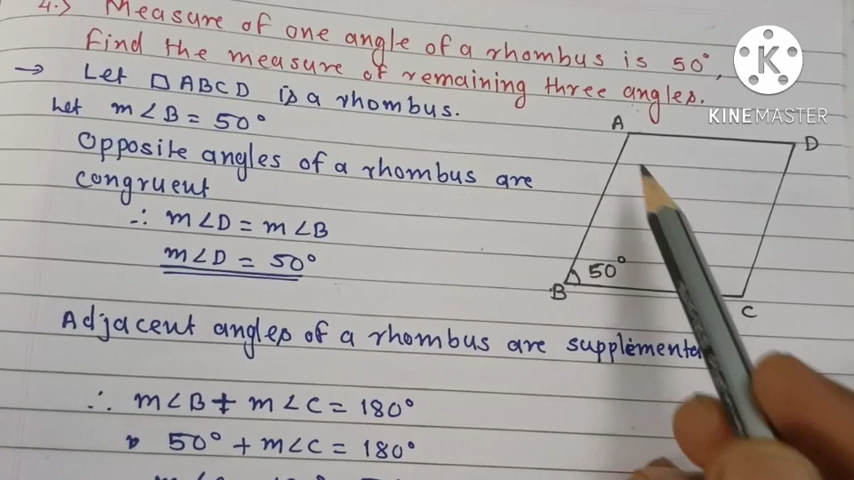 4.) Measure of one angle of a rhombus is 50°,
Find the measure of remaining three angles.
→ Let □ABCD is a rhombus.
Let m∠B = 50°
Opposite angles of a rhombus are
congruent
∴ m∠D = m∠B
m∠D = 50°
Adjacent angles of a rhombus are
∴ m∠B + m∠C = 180°
50° + m∠C = 180°
A
D
B
50°
C
K
KINEMASTER